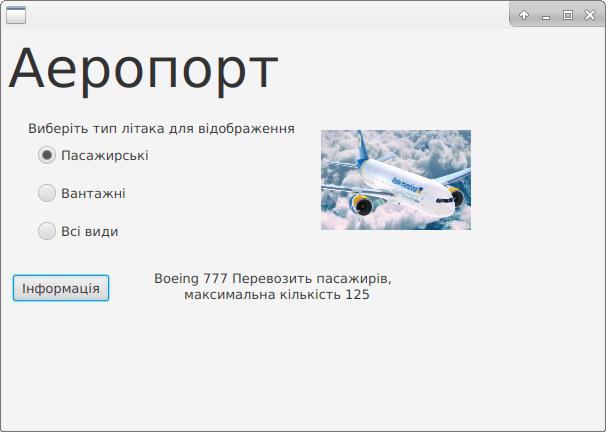 Аеропорт
Виберіть тип літака для відображення
Пасажирські
Вантажні
Всі види
Інформація
Boeing 777 Перевозить пасажирів,
максимальна кількість 125